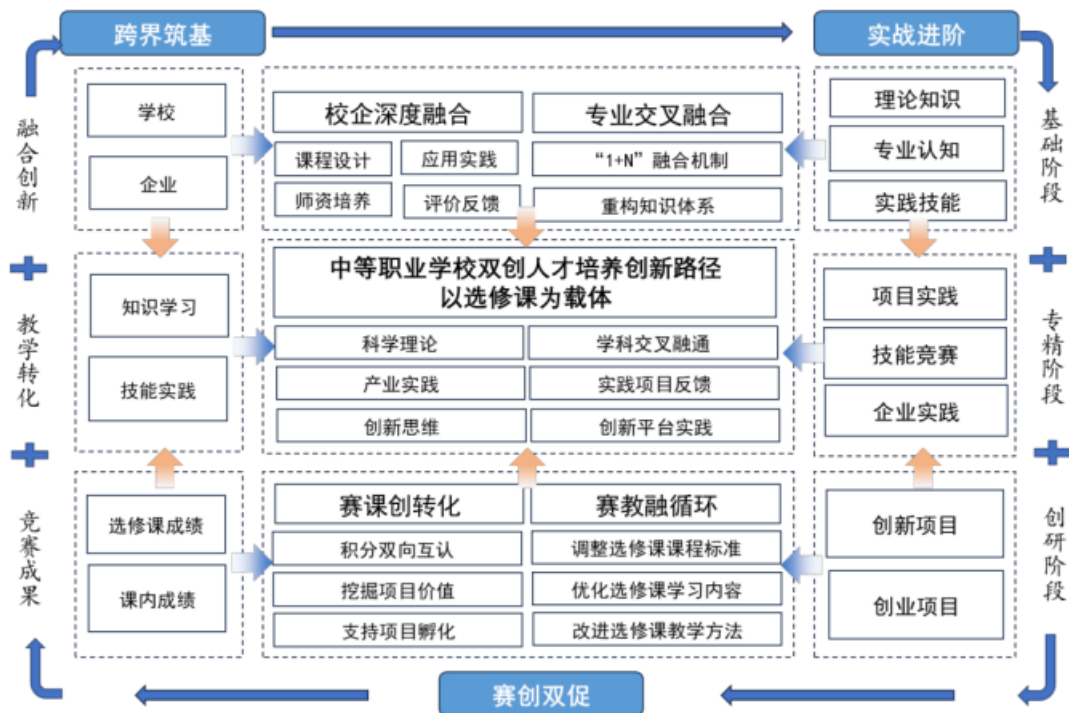 跨界筑基
实战进阶
融合创新
学校
企业
校企深度融合
专业交叉融合
课程设计
应用实践
“1+N”融合机制
师资培养
评价反馈
重构知识体系
理论知识
专业认知
实践技能
基础阶段
教学转化
知识学习
技能实践
中等职业学校双创人才培养创新路径
以选修课为载体
科学理论
学科交叉融通
产业实践
实践项目反馈
创新思维
创新平台实践
项目实践
技能竞赛
企业实践
专精阶段
竞赛成果
选修课成绩
课内成绩
赛课创转化
赛教融循环
积分双向互认
调整选修课课程标准
挖掘项目价值
优化选修课学习内容
支持项目孵化
改进选修课教学方法
创新项目
创业项目
创研阶段
赛创双促